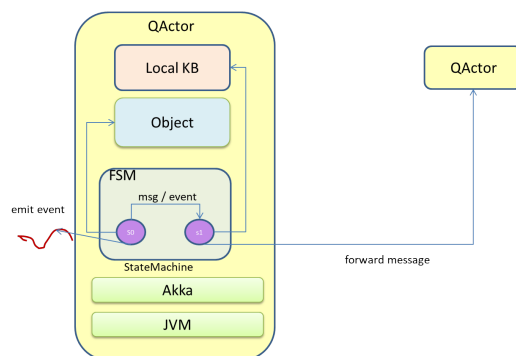 QActor
Local KB
QActor
Object
FSM
msg / event
emit event
S0
s1
StateMachine
forward message
Akka
JVM